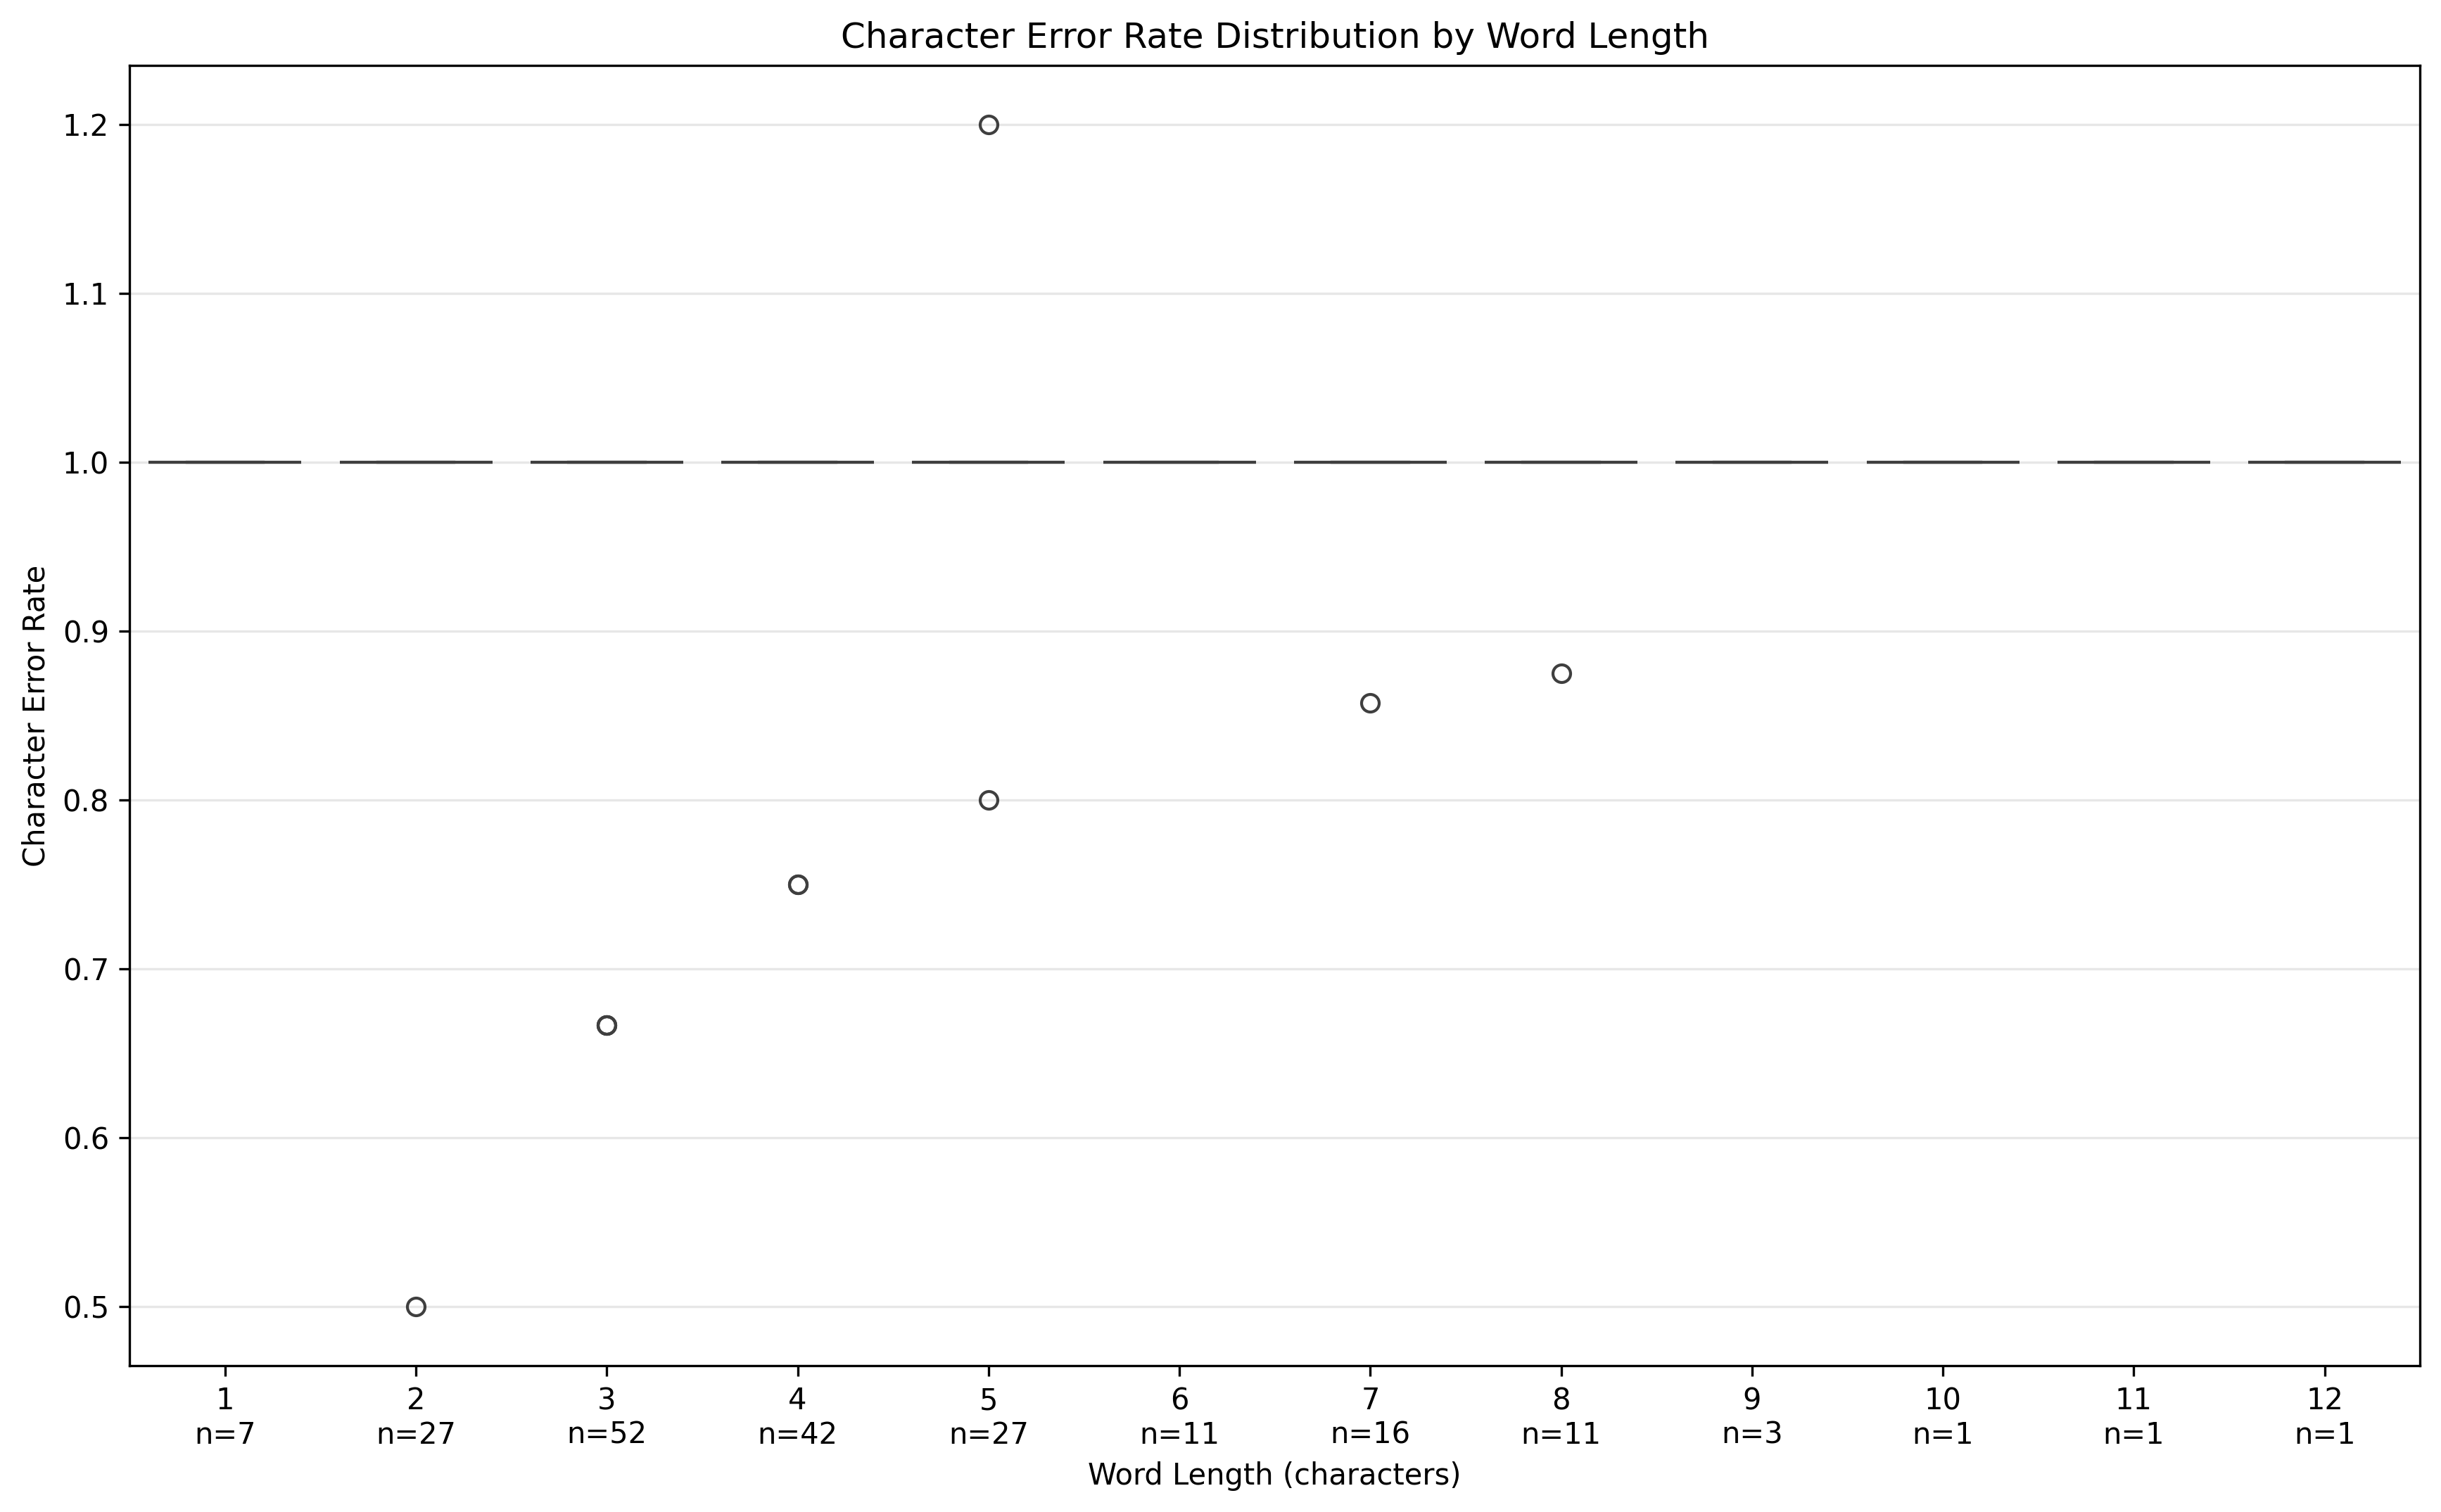 Character Error Rate Distribution by Word Length
1.2
1.1
1.0
0.9
0.8
0.7
0.6
0.5
Character Error Rate
1 2 3 4 5 6 7 8 9 10 11 12
n=7 n=27 n=52 n=42 n=27 n=11 n=16 n=11 n=3 n=1 n=1 n=1
Word Length (characters)